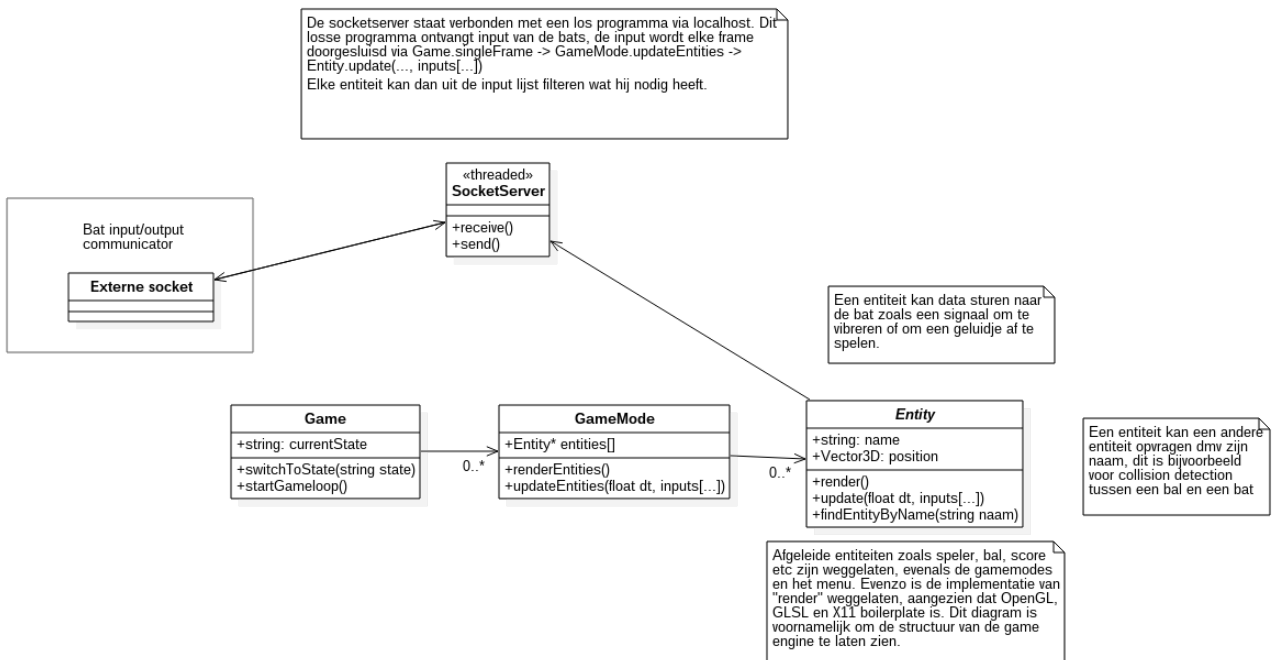 De socketserver staat verbonden met een los programma via localhost. Dit
losse programma ontvangt input van de bats, de input wordt elke frame
doorgesluisd via Game.singleFrame -> GameMode.updateEntities ->
Entity.update(..., inputs[...])
Elke entiteit kan dan uit de input lijst filteren wat hij nodig heeft.
«threaded»
SocketServer
+receive()
+send()
Bat input/output
communicator
Externe socket
Een entiteit kan data sturen naar
de bat zoals een signaal om te
vibreren of om een geluidje af te
spelen.
Game
+string: currentState
+switchToState(string state)
+startGameloop()
0..*
GameMode
+Entity* entities[]
+renderEntities()
+updateEntities(float dt, inputs[...])
0..*
Entity
+string: name
+Vector3D: position
+render()
+update(float dt, inputs[...])
+findEntityByName(string naam)
Een entiteit kan een andere
entiteit opvragen dmv zijn
naam, dit is bijvoorbeeld
voor collision detection
tussen een bal en een bat
Afgeleide entiteiten zoals speler, bal, score
etc zijn weggelaten, evenals de gamemodes
en het menu. Evenzo is de implementatie van
"render" weggelaten, aangezien dat OpenGL,
GLSL en X11 boilerplate is. Dit diagram is
voornamelijk om de structuur van de game
engine te laten zien.